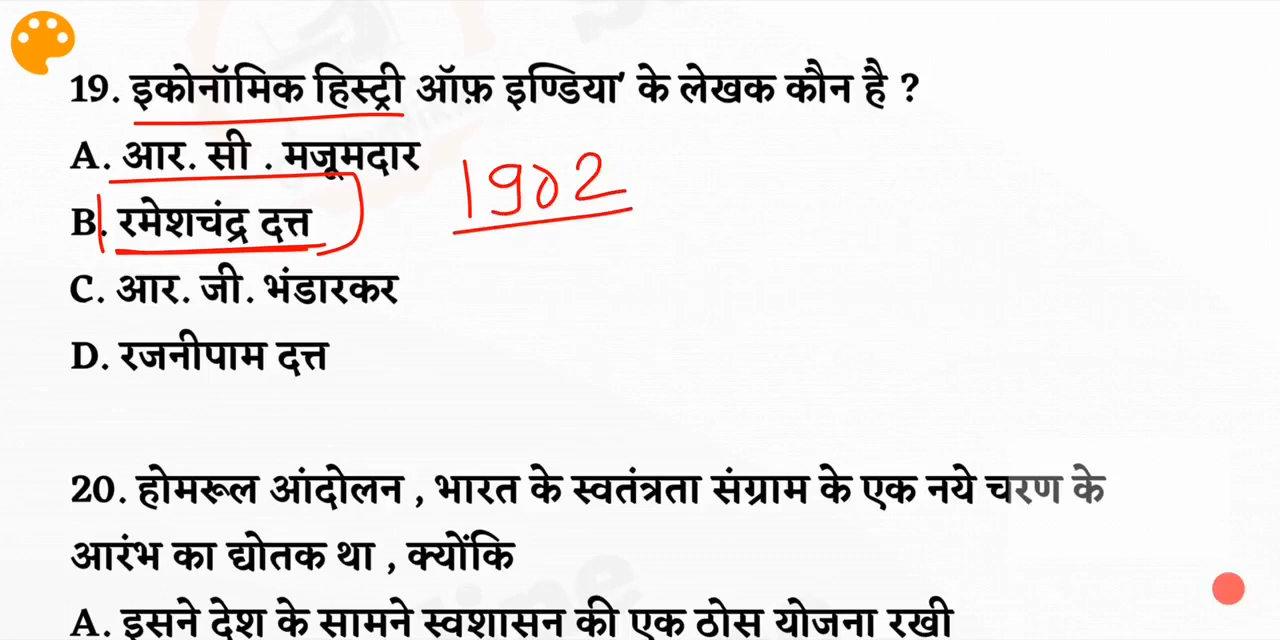 19. इकोनॉमिक हिस्ट्री ऑफ़ इण्डिया’ के लेखक कौन है ?
A. आर. सी . मजूमदार
1902
B. रमेशचंद्र दत्त
C. आर. जी. भंडारकर
D. रजनीपाम दत्त
20. होमरूल आंदोलन , भारत के स्वतंत्रता संग्राम के एक नये चरण के
आरंभ का द्योतक था , क्योंकि
A. इसने देश के सामने स्वशासन की एक ठोस योजना रखी